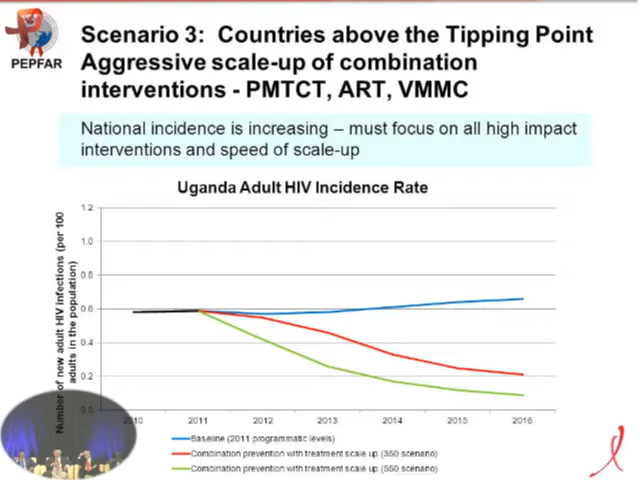 PEPFAR
Scenario 3: Countries above the Tipping Point
Aggressive scale-up of combination
interventions - PMTCT, ART, VMMC
National incidence is increasing – must focus on all high impact
interventions and speed of scale-up
Uganda Adult HIV Incidence Rate
Number of new adult HIV infections (per 100
adults in the population)
1.2
1.0
0.8
0.6
0.4
0.2
0.0
2010 2011 2012 2013 2014 2015 2016
Baseline (2011 programmatic levels)
Combination prevention with treatment scale up (350 scenario)
Combination prevention with treatment scale up (550 scenario)